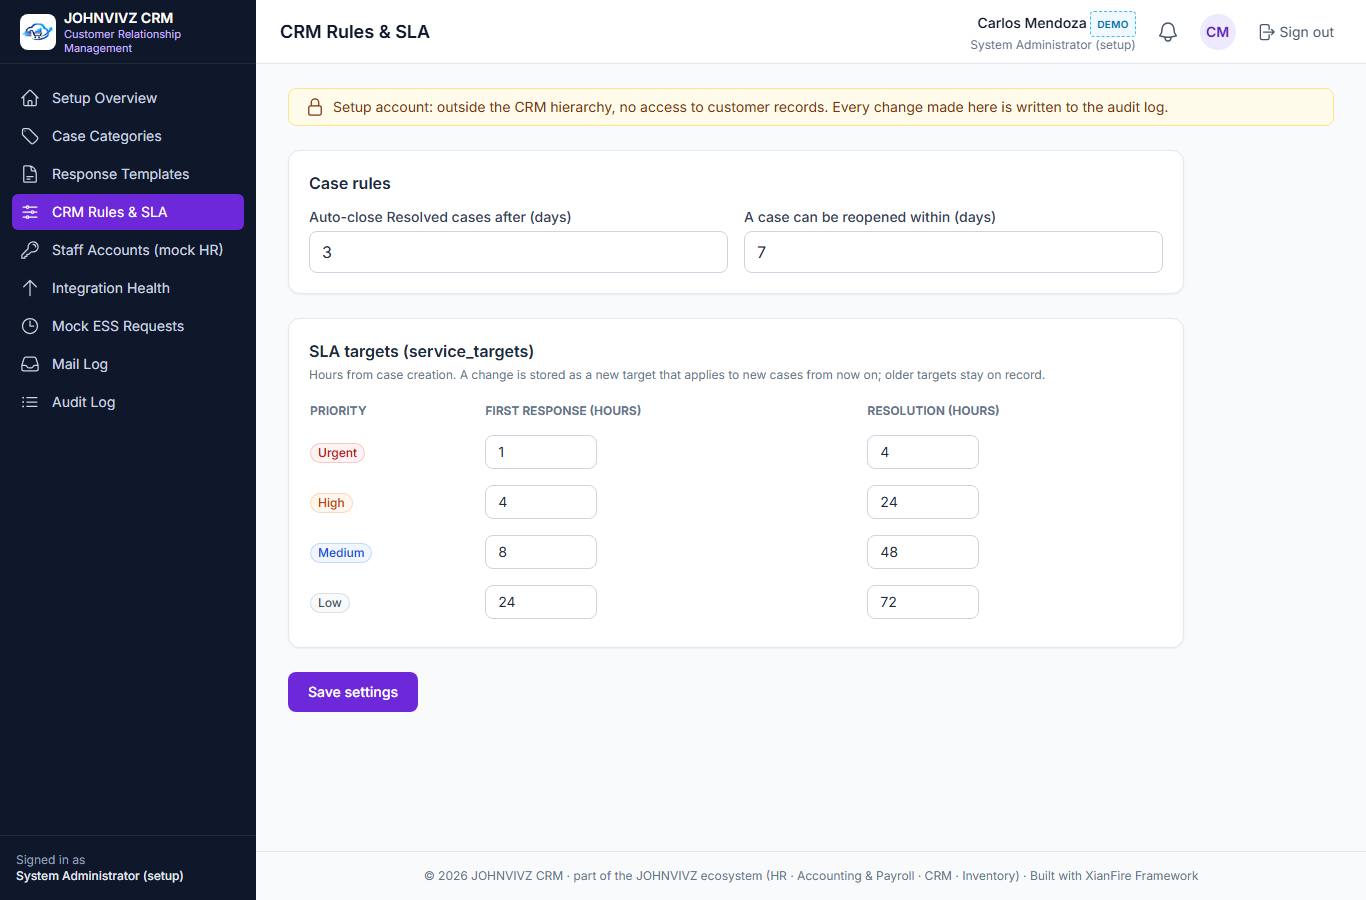 JOHNVIVZ CRM
Customer Relationship
Management
Setup Overview
Case Categories
Response Templates
CRM Rules & SLA
Staff Accounts (mock HR)
Integration Health
Mock ESS Requests
Mail Log
Audit Log
Signed in as
System Administrator (setup)
CRM Rules & SLA
Carlos Mendoza DEMO
System Administrator (setup)
CM
Sign out
Setup account: outside the CRM hierarchy, no access to customer records. Every change made here is written to the audit log.
Case rules
Auto-close Resolved cases after (days)
3
A case can be reopened within (days)
7
SLA targets (service_targets)
Hours from case creation. A change is stored as a new target that applies to new cases from now on; older targets stay on record.
PRIORITY FIRST RESPONSE (HOURS) RESOLUTION (HOURS)
Urgent 1 4
High 4 24
Medium 8 48
Low 24 72
Save settings
© 2026 JOHNVIVZ CRM · part of the JOHNVIVZ ecosystem (HR · Accounting & Payroll · CRM · Inventory) · Built with XianFire Framework